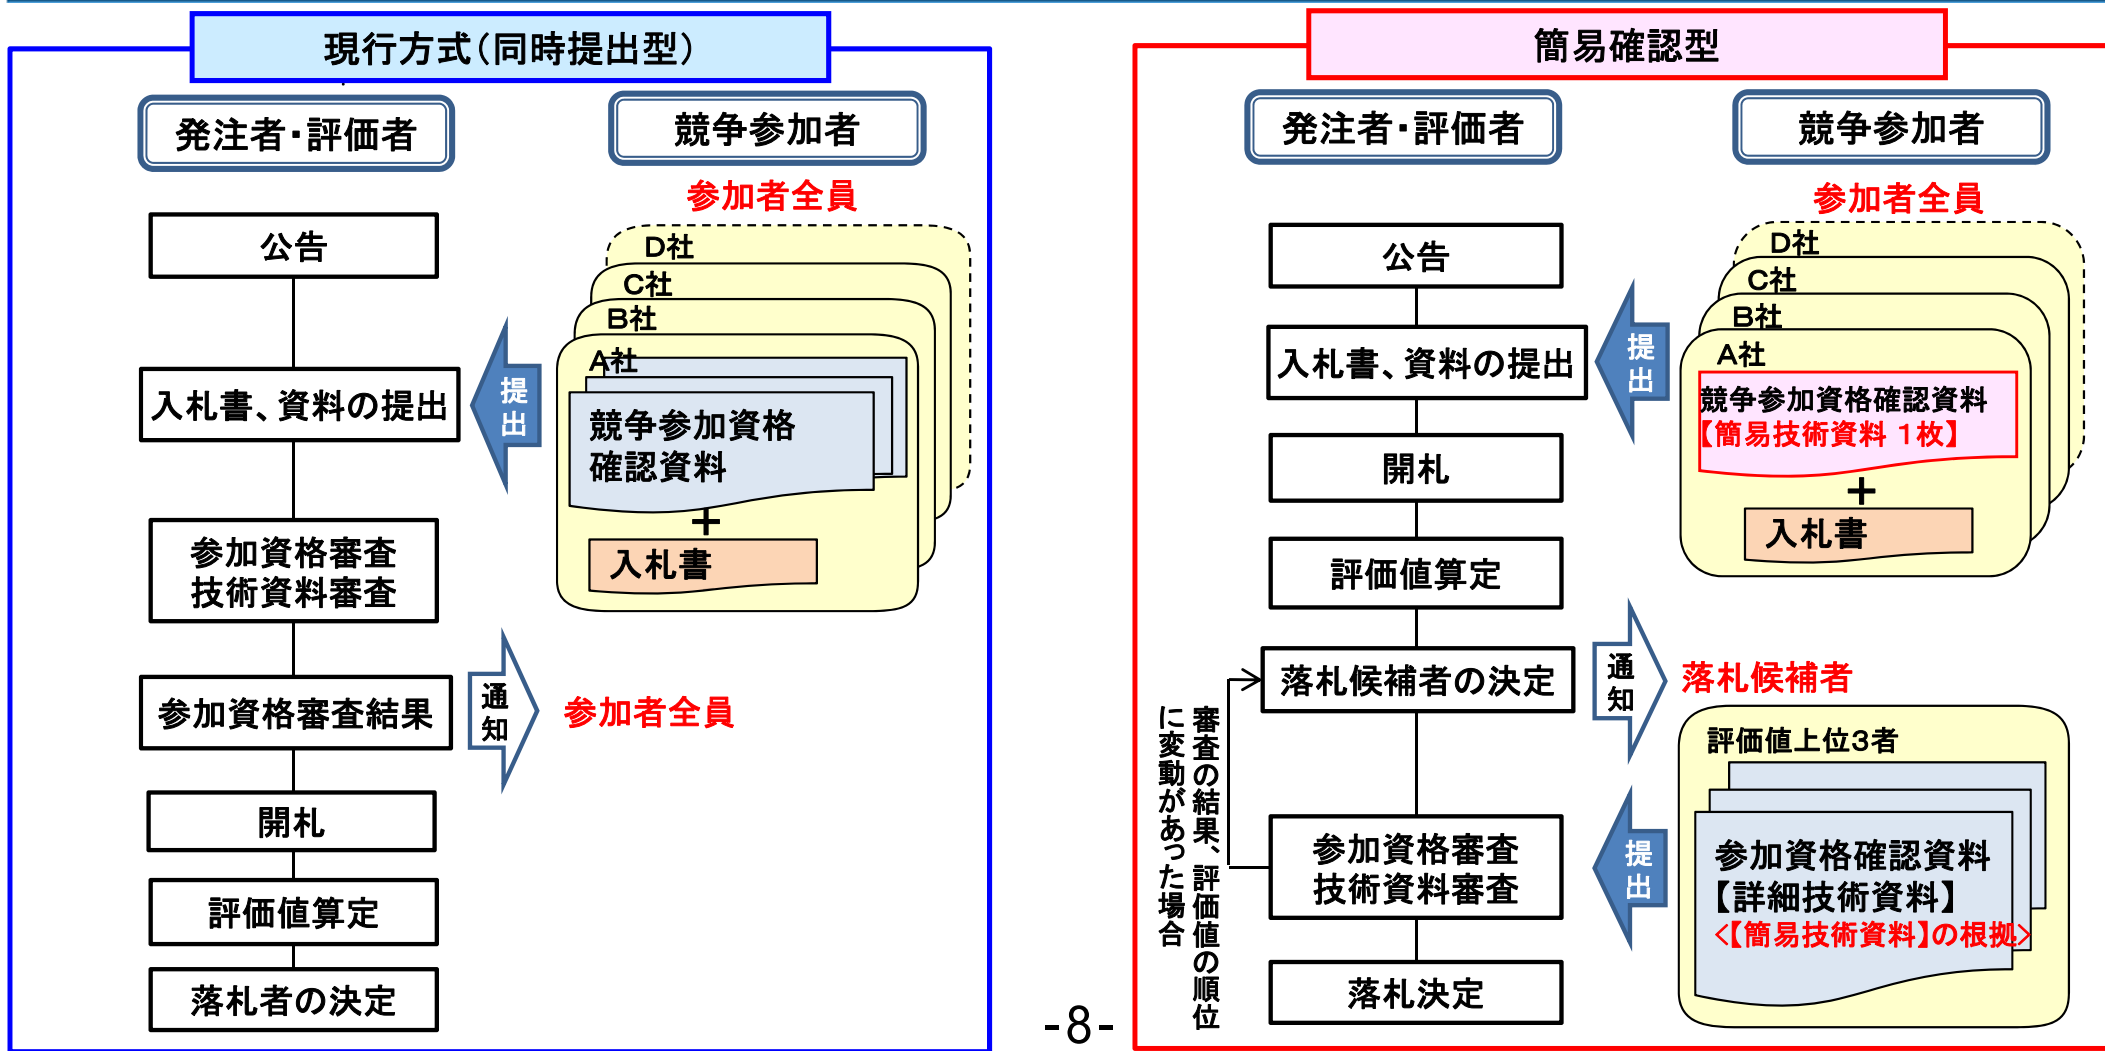 現行方式（同時提出型）
発注者・評価者
競争参加者
参加者全員
公告
入札書、資料の提出
参加資格審査
技術資料審査
参加資格審査結果
開札
評価値算定
落札者の決定
D社
C社
B社
A社
提出
競争参加資格
確認資料
＋
入札書
通知
参加者全員
簡易確認型
発注者・評価者
競争参加者
参加者全員
公告
入札書、資料の提出
開札
評価値算定
落札候補者の決定
参加資格審査
技術資料審査
落札決定
審査の結果、評価値の順位
に変動があった場合
D社
C社
B社
A社
提出
競争参加資格確認資料
【簡易技術資料 １枚】
＋
入札書
通知
落札候補者
評価値上位3者
提出
参加資格確認資料
【詳細技術資料】
<【簡易技術資料】の根拠>
-8-